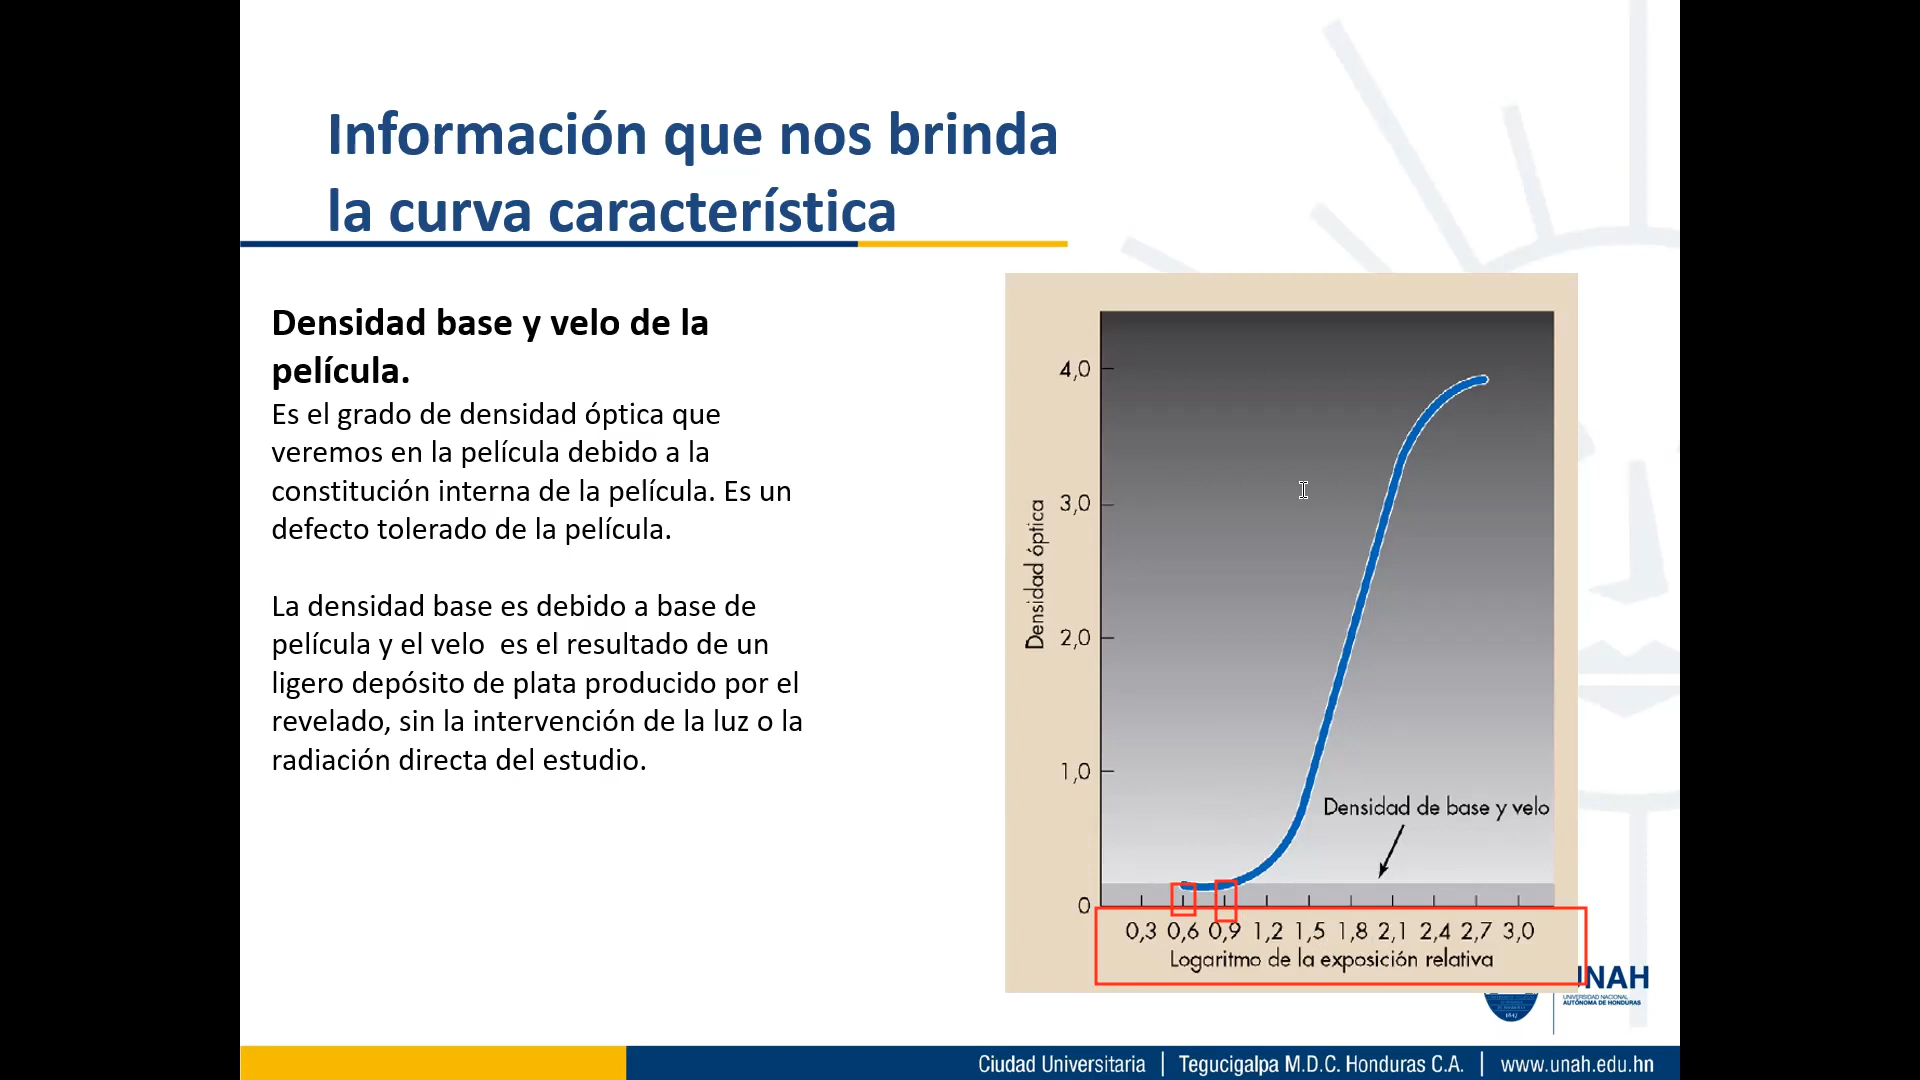 Información que nos brinda
la curva característica
Densidad base y velo de la
película.
Es el grado de densidad óptica que
veremos en la película debido a la
constitución interna de la película. Es un
defecto tolerado de la película.
La densidad base es debido a base de
película y el velo  es el resultado de un
ligero depósito de plata producido por el
revelado, sin la intervención de la luz o la
radiación directa del estudio.
Densidad óptica
4,0
3,0
2,0
1,0
0
Densidad de base y velo
0,3 0,6 0,9 1,2 1,5 1,8 2,1 2,4 2,7 3,0
Logaritmo de la exposición relativa
UNAH
UNIVERSIDAD NACIONAL
AUTÓNOMA DE HONDURAS
Ciudad Universitaria | Tegucigalpa M.D.C. Honduras C.A. | www.unah.edu.hn